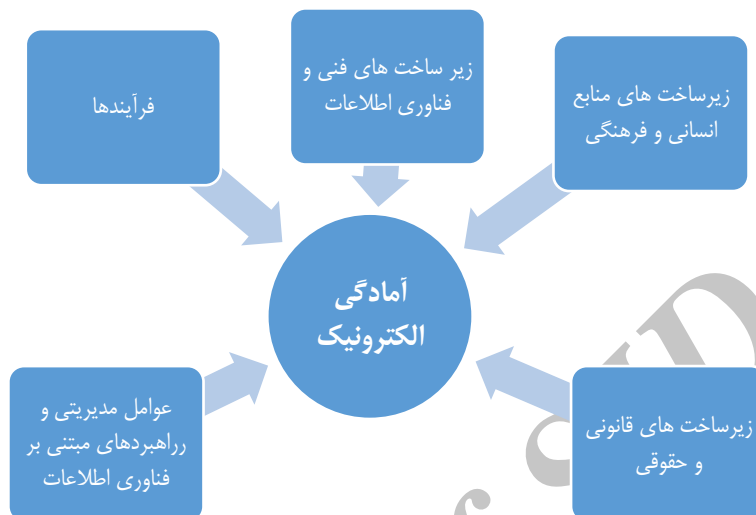 زیرساخت های منابع
انسانی و فرهنگی
زیر ساخت های فنی و
فناوری اطلاعات
فرآیندها
آمادگی
الکترونیک
زیرساخت های قانونی
و حقوقی
عوامل مدیریتی و
رراهبردهای مبتنی بر
فناوری اطلاعات